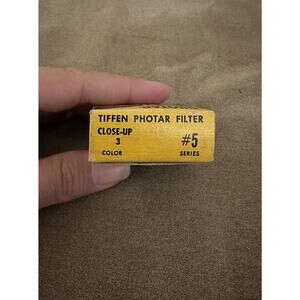 TIFFEN PHOTAR FILTER
CLOSE-UP
3 #5
COLOR SERIES